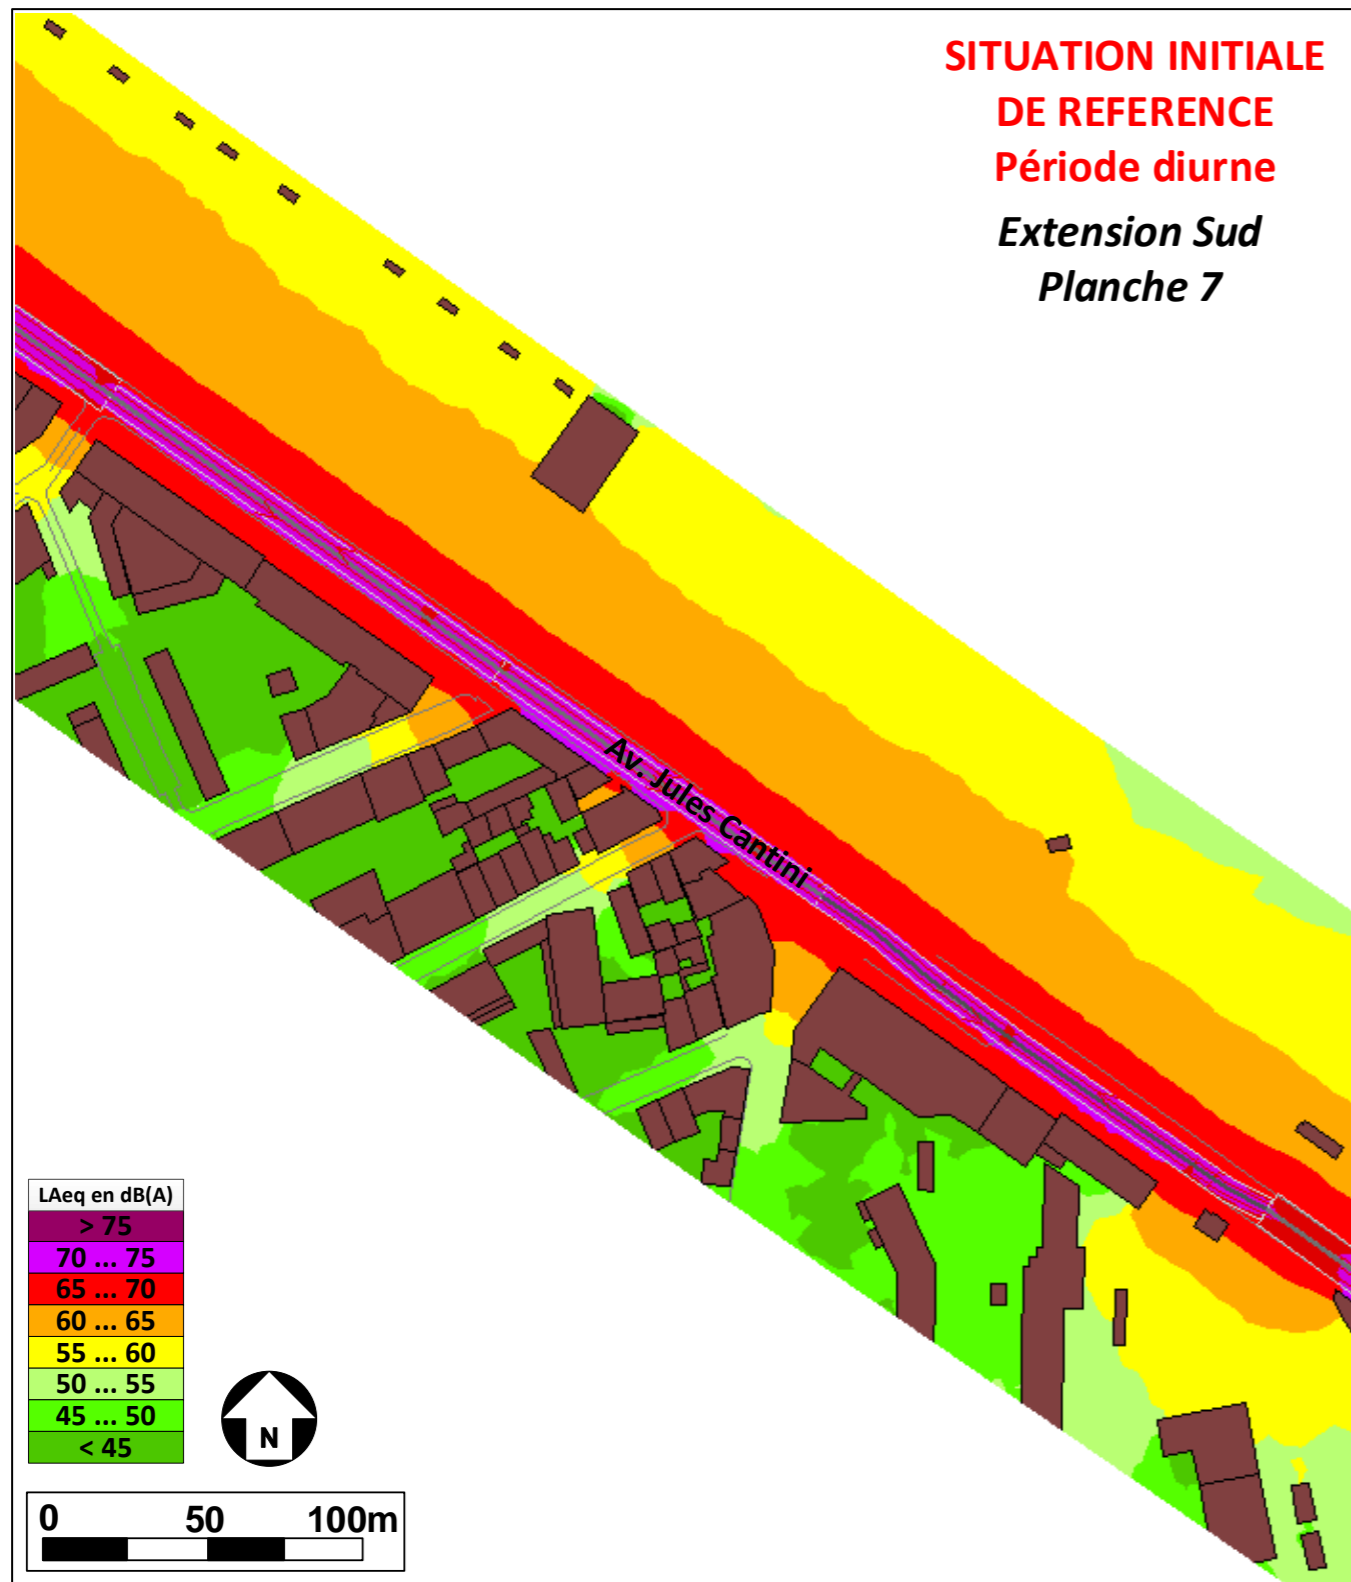 SITUATION INITIALE
DE REFERENCE
Période diurne
Extension Sud
Planche 7
Av. Jules Cantini
LAeq en dB(A)
> 75
70 ... 75
65 ... 70
60 ... 65
55 ... 60
50 ... 55
45 ... 50
< 45
N
0 50 100m